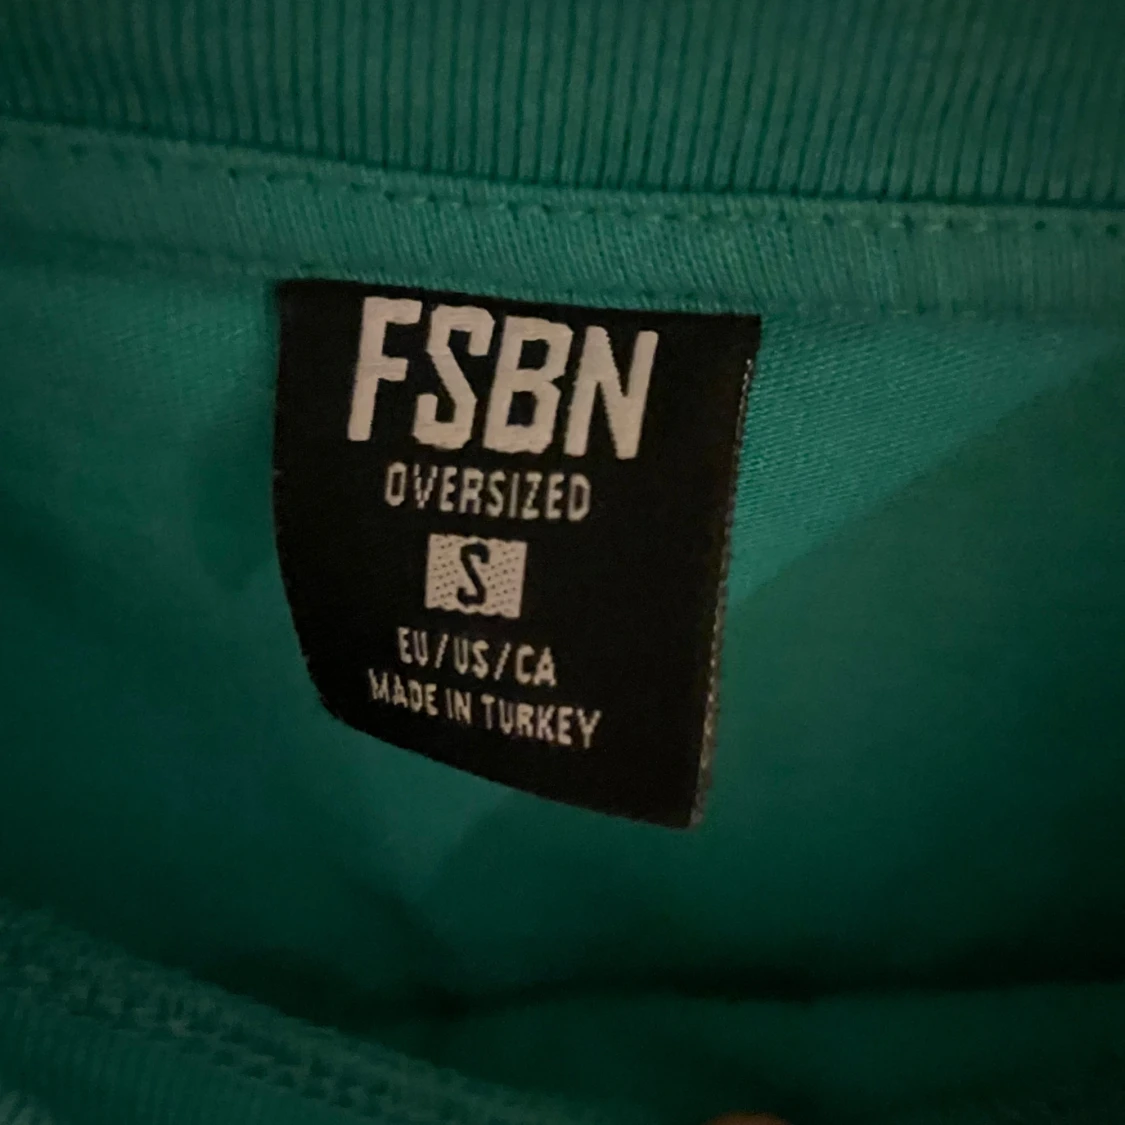 FSBN
OVERSIZED
S
EU/US/CA
MADE IN TURKEY